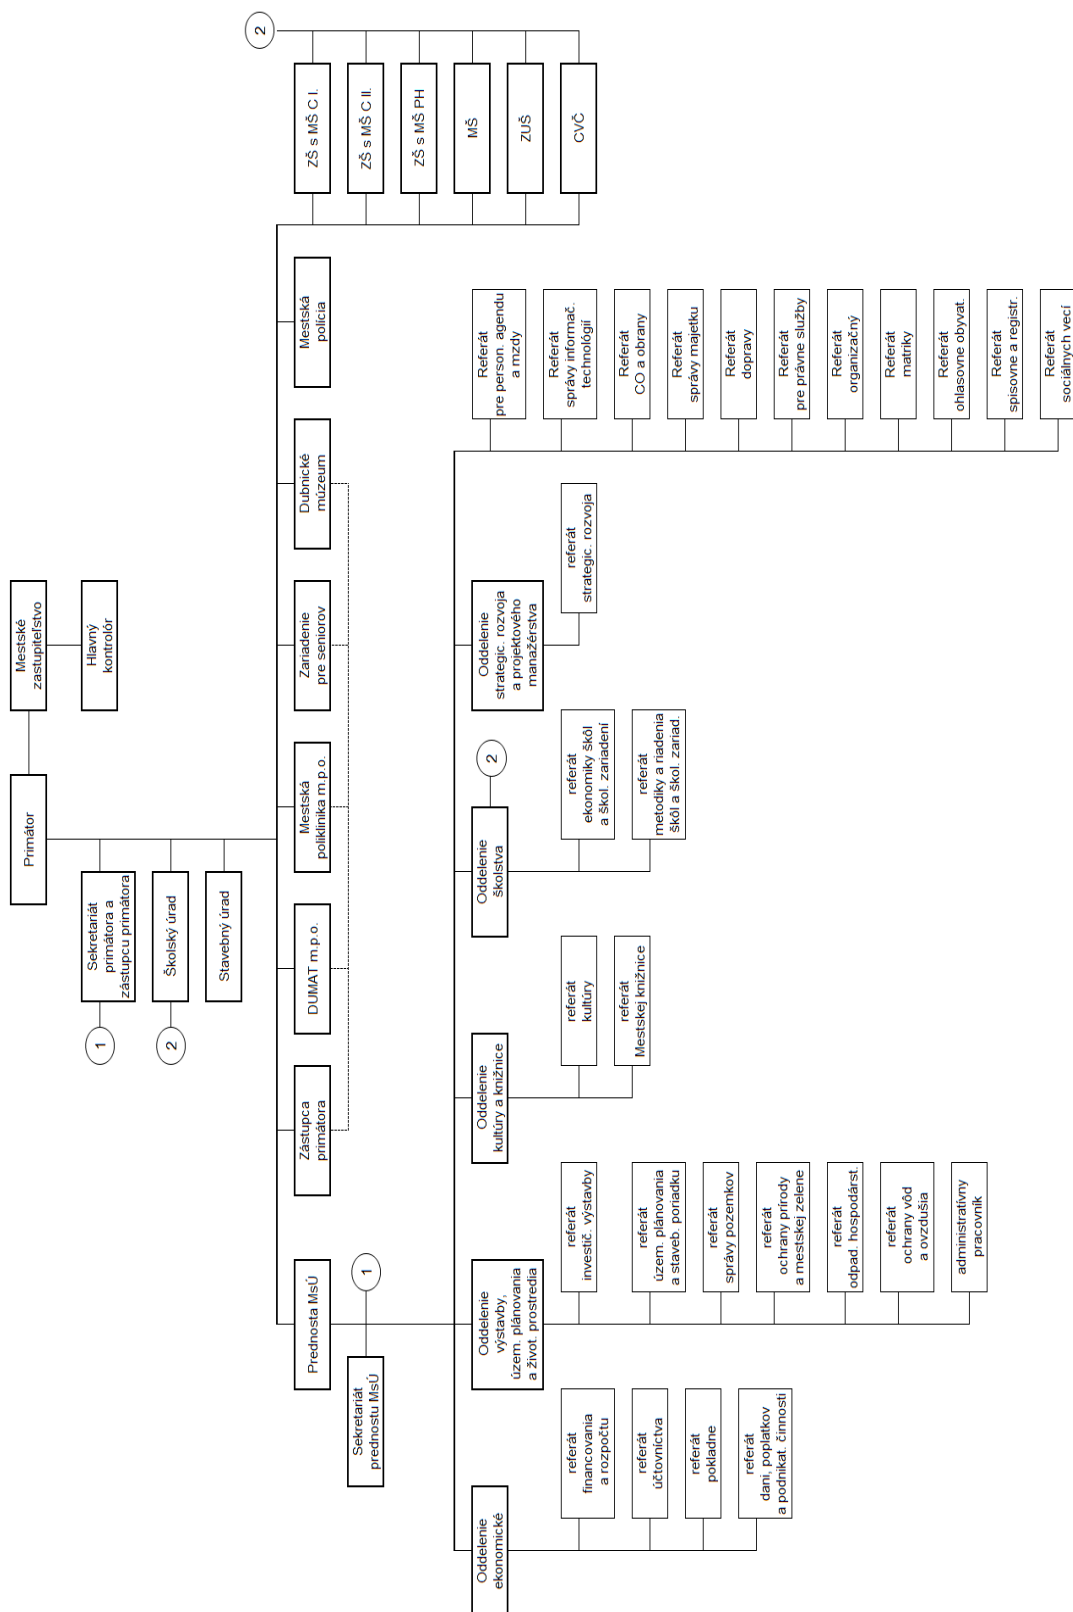 Mestské
zastupiteľstvo
Primátor
Hlavný
kontrolór
Sekretariát
primátora a
zástupcu primátora
1
Školský úrad
2
Stavebný úrad
Prednosta MsÚ
Zástupca
primátora
DUMAT m.p.o.
Mestská
poliklinika m.p.o.
Zariadenie
pre seniorov
Dubnické
múzeum
Mestská
polícia
2
ZŠ s MŠ C I.
ZŠ s MŠ C II.
ZŠ s MŠ PH
MŠ
ZUŠ
CVČ
Sekretariát
prednostu MsÚ
1
Oddelenie
ekonomické
referát
financovania
a rozpočtu
referát
účtovníctva
referát
pokladne
referát
dani, poplatkov
a podnikat. činnosti
Oddelenie
výstavby,
územ. plánovania
a život. prostredia
referát
investič. výstavby
referát
územ. plánovania
a staveb. poriadku
referát
správy pozemkov
referát
ochrany prírody
a mestskej zelene
referát
odpad. hospodárst.
referát
ochrany vôd
a ovzdušia
administratívny
pracovník
Oddelenie
kultúry a knižnice
referát
kultúry
referát
Mestskej knižnice
Oddelenie
školstva
2
referát
ekonomiky škôl
a škol. zariadení
referát
metodiky a riadenia
škôl a škol. zariad.
Oddelenie
strategic. rozvoja
a projektového
manažérstva
referát
strategic. rozvoja
Referát
pre person. agendu
a mzdy
Referát
správy informač.
technológií
Referát
CO a obrany
Referát
správy majetku
Referát
dopravy
Referát
pre právne služby
Referát
organizačný
Referát
matriky
Referát
ohlasovne obyvat.
Referát
spisovne a registr.
Referát
sociálnych vecí